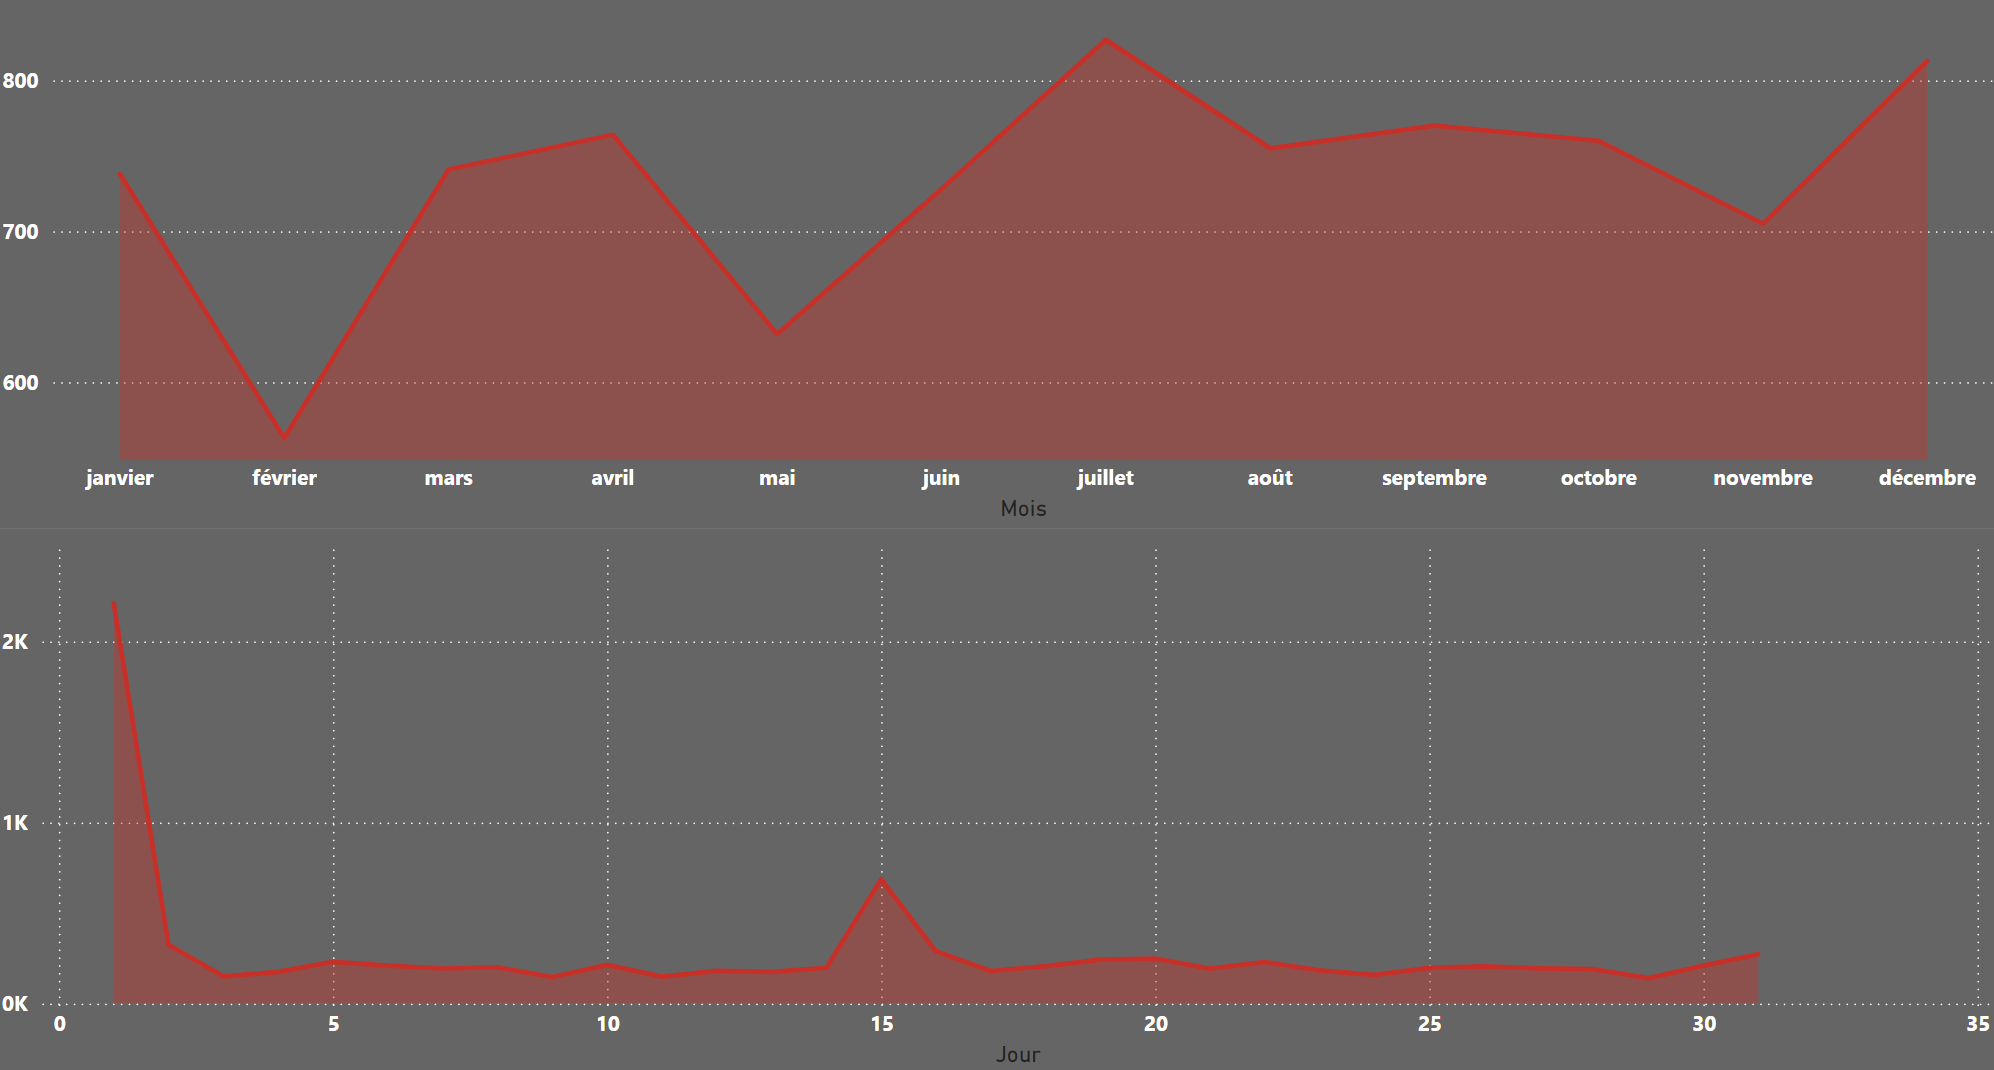 800
700
600
janvier février mars avril mai juin juillet août septembre octobre novembre décembre
Mois
2K
1K
0K
0 5 10 15 20 25 30 35
Jour